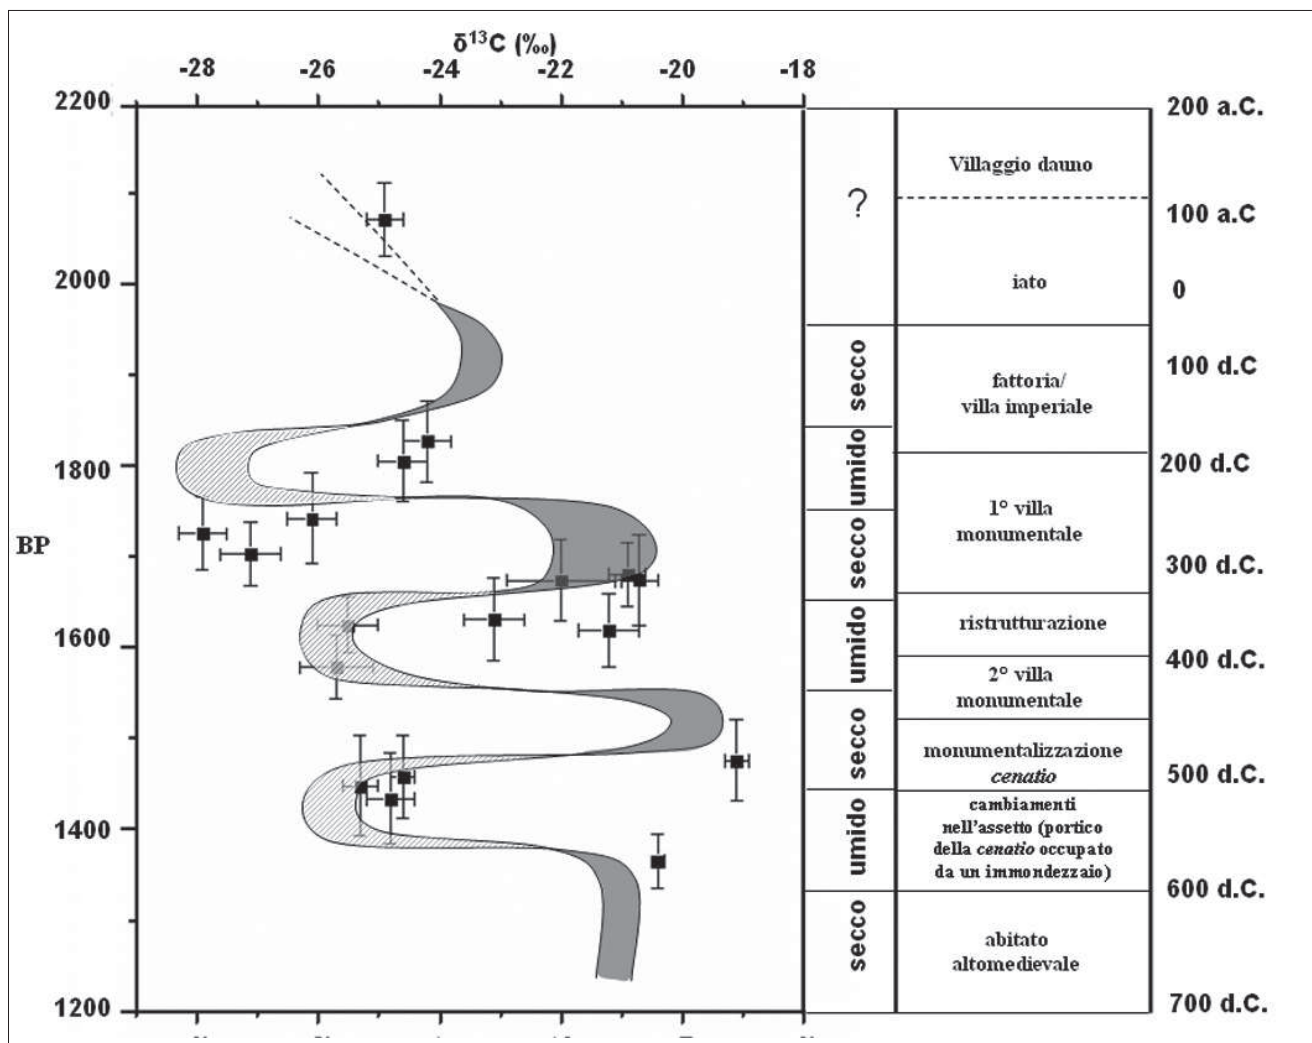 δ¹³C (‰)
-28 -26 -24 -22 -20 -18
2200
2000
1800
BP
1600
1400
1200
?
secco
umido
secco
umido
secco
umido
secco
Villaggio dauno
iato
fattoria/
villa imperiale
1° villa
monumentale
ristrutturazione
2° villa
monumentale
monumentalizzazione
cenatio
cambiamenti
nell'assetto (portico
della cenatio occupato
da un immondezzaio)
abitato
altomedievale
200 a.C.
100 a.C
0
100 d.C
200 d.C
300 d.C.
400 d.C.
500 d.C.
600 d.C.
700 d.C.